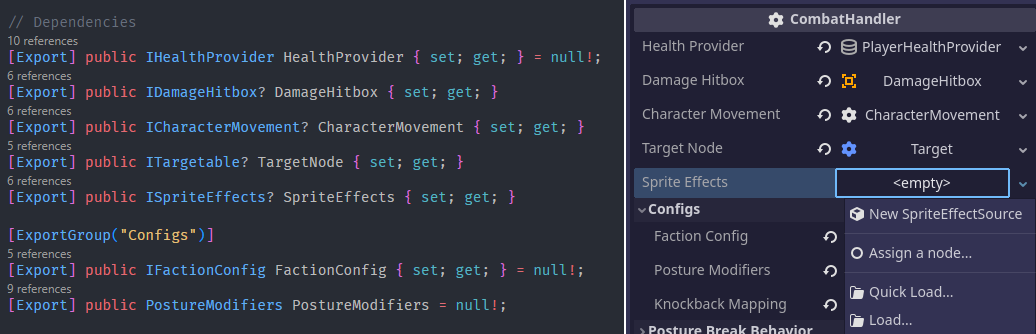 // Dependencies
10 references
[Export] public IHealthProvider HealthProvider { set; get; } = null!;
6 references
[Export] public IDamageHitbox? DamageHitbox { set; get; }
6 references
[Export] public ICharacterMovement? CharacterMovement { set; get; }
5 references
[Export] public ITargetable? TargetNode { set; get; }
6 references
[Export] public ISpriteEffects? SpriteEffects { set; get; }
[ExportGroup("Configs")]
5 references
[Export] public IFactionConfig FactionConfig { set; get; } = null!;
9 references
[Export] public PostureModifiers PostureModifiers = null!;
CombatHandler
Health Provider PlayerHealthProvider
Damage Hitbox DamageHitbox
Character Movement CharacterMovement
Target Node Target
Sprite Effects <empty>
New SpriteEffectSource
Assign a node...
Quick Load...
Load...
Configs
Faction Config
Posture Modifiers
Knockback Mapping
Posture Break Behavior